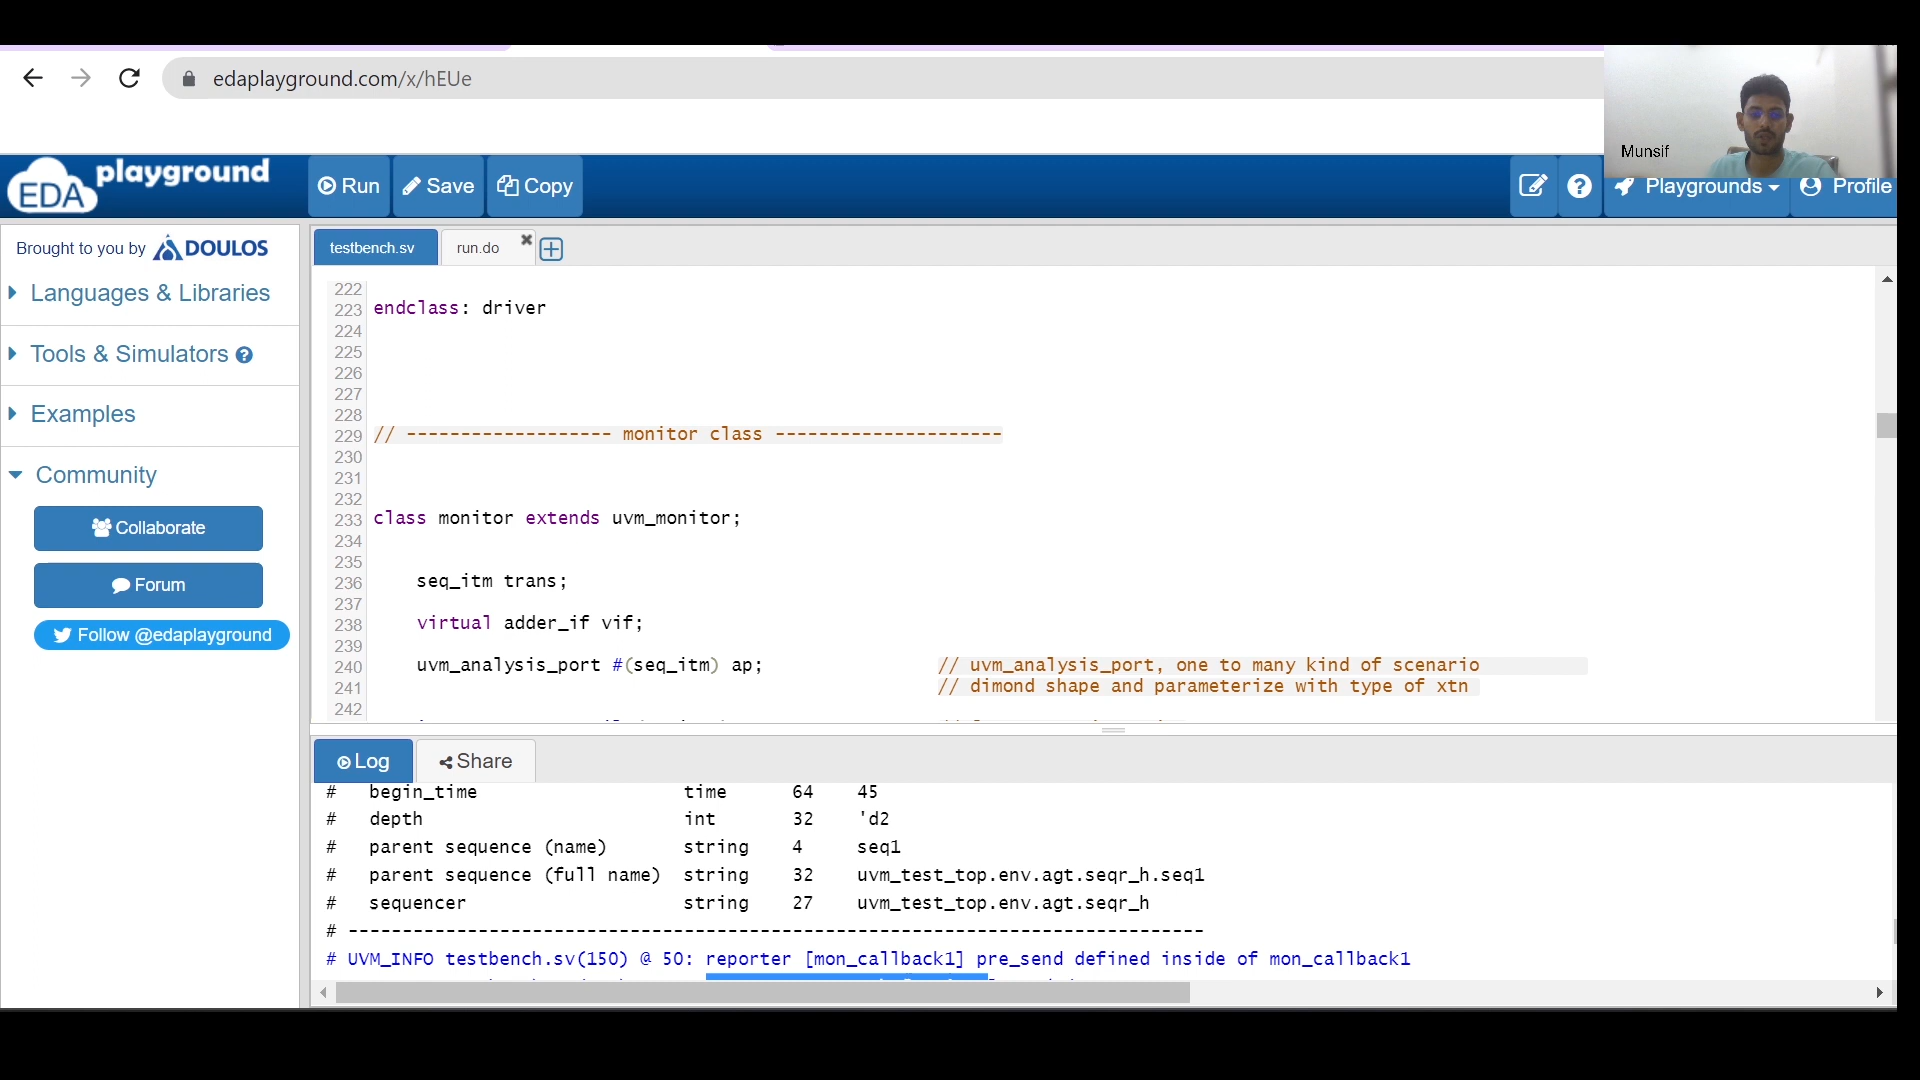 edaplayground.com/x/hEUe
Munsif
EDA playground
Run
Save
Copy
Playgrounds
Profile
Brought to you by DOULOS
Languages & Libraries
Tools & Simulators
Examples
Community
Collaborate
Forum
Follow @edaplayground
testbench.sv
run.do
222
223 endclass: driver
224
225
226
227
228
229 // ------------------- monitor class ---------------------
230
231
232
233 class monitor extends uvm_monitor;
234
235
236 seq_itm trans;
237
238 virtual adder_if vif;
239
240 uvm_analysis_port #(seq_itm) ap; // uvm_analysis_port, one to many kind of scenario
241 // dimond shape and parameterize with type of xtn
242
Log
Share
# begin_time time 64 45
# depth int 32 'd2
# parent sequence (name) string 4 seq1
# parent sequence (full name) string 32 uvm_test_top.env.agt.seqr_h.seq1
# sequencer string 27 uvm_test_top.env.agt.seqr_h
# -------------------------------------------------------------------------------
# UVM_INFO testbench.sv(150) @ 50: reporter [mon_callback1] pre_send defined inside of mon_callback1